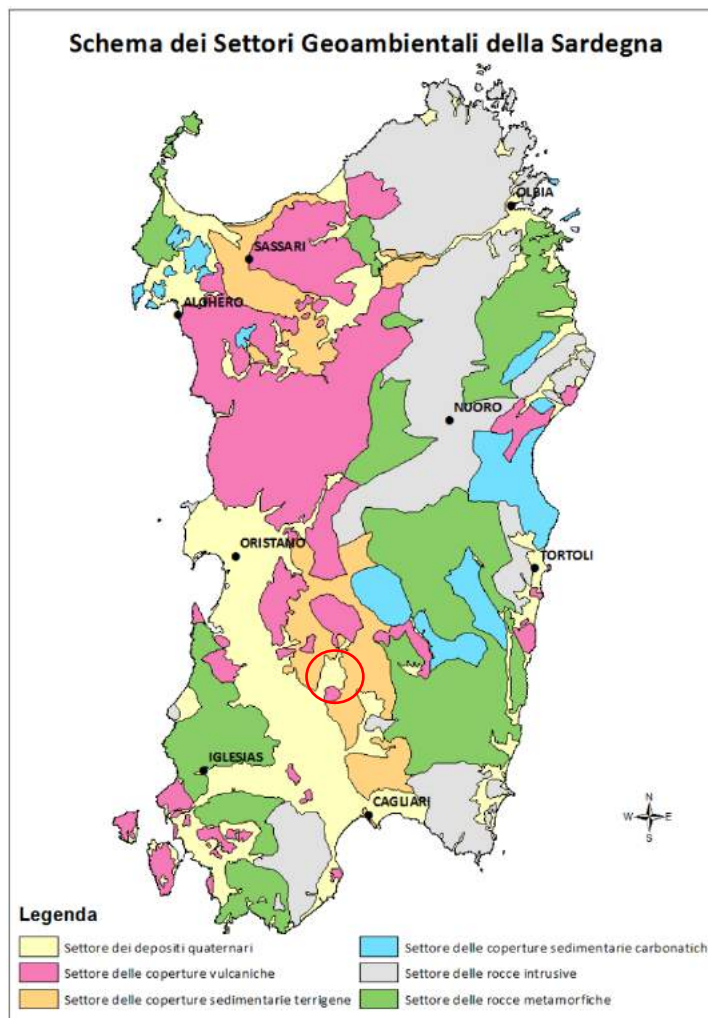 Schema dei Settori Geoambientali della Sardegna
OLBIA
SASSARI
ALGHERO
NUORO
ORISTANO
TORTOLI
IGLESIAS
CAGLIARI
N
W E
S
Legenda
Settore dei depositi quaternari
Settore delle coperture vulcaniche
Settore delle coperture sedimentarie terrigene
Settore delle coperture sedimentarie carbonatich
Settore delle rocce intrusive
Settore delle rocce metamorfiche